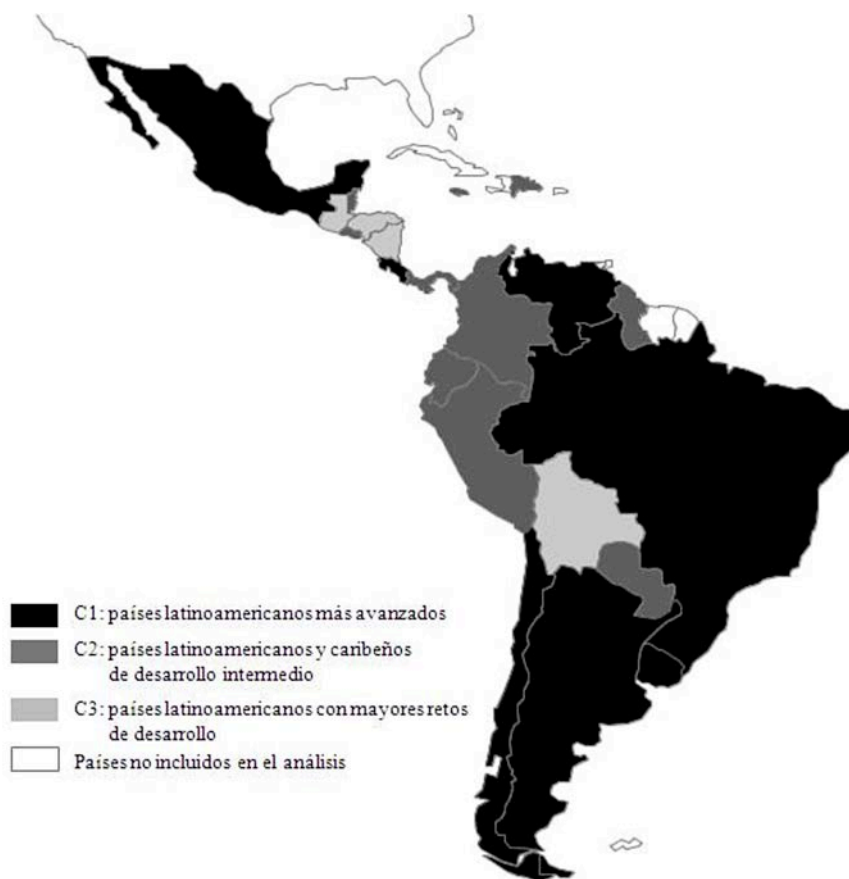 C1: países latinoamericanos más avanzados
C2: países latinoamericanos y caribeños
de desarrollo intermedio
C3: países latinoamericanos con mayores retos
de desarrollo
Países no incluidos en el análisis